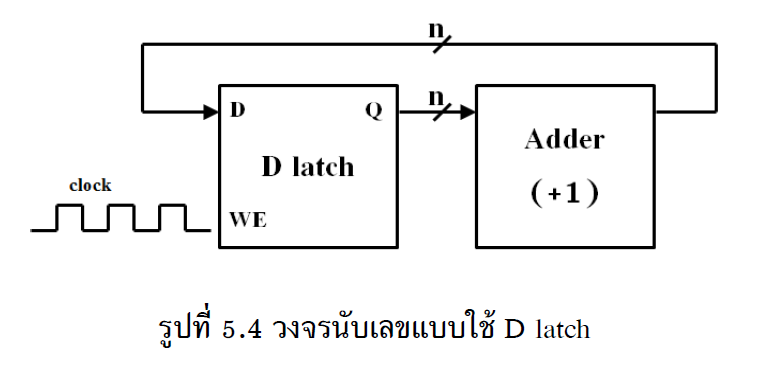 n
D
Q
n
D latch
WE
clock
Adder
(+1)
รูปที่ 5.4 วงจรนับเลขแบบใช้ D latch